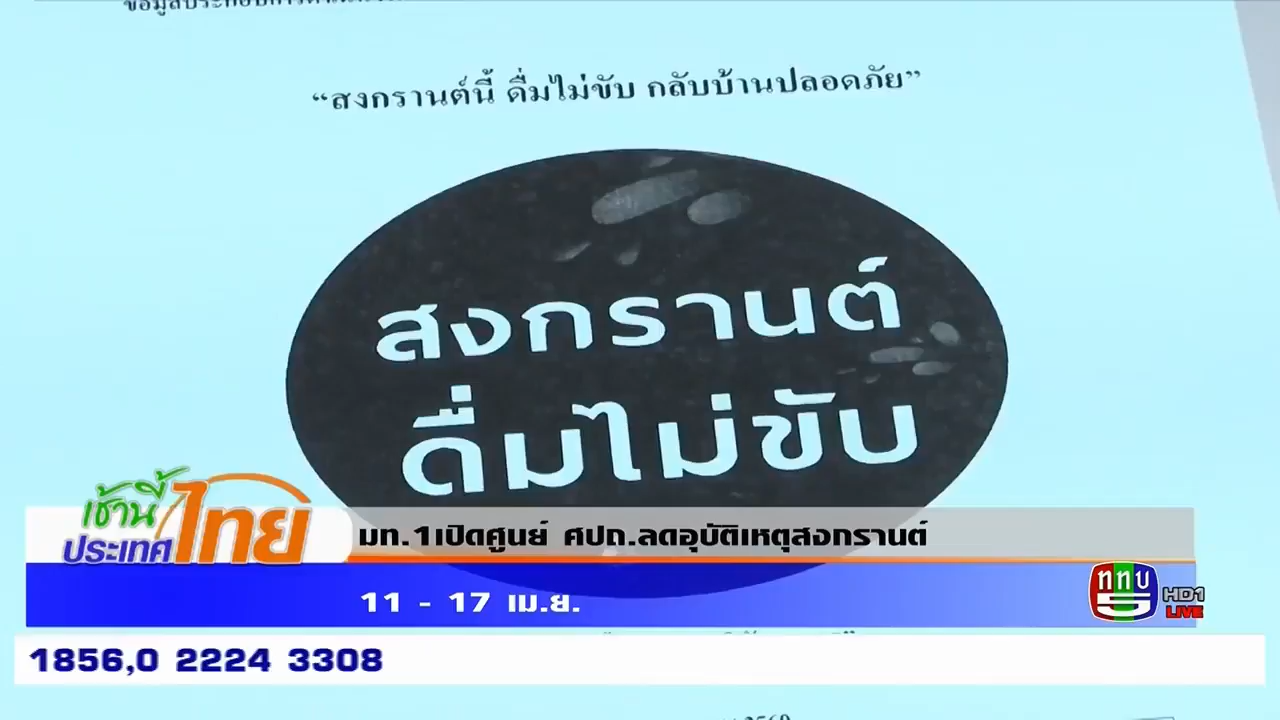 “สงกรานต์นี้ ดื่มไม่ขับ กลับบ้านปลอดภัย”
สงกรานต์
ดื่มไม่ขับ
เช้านี้
ประเทศไทย
มท.1เปิดศูนย์ ศปถ.ลดอุบัติเหตุสงกรานต์
11 - 17 เม.ย.
ททบ
5
HD1
LIVE
1856,0 2224 3308